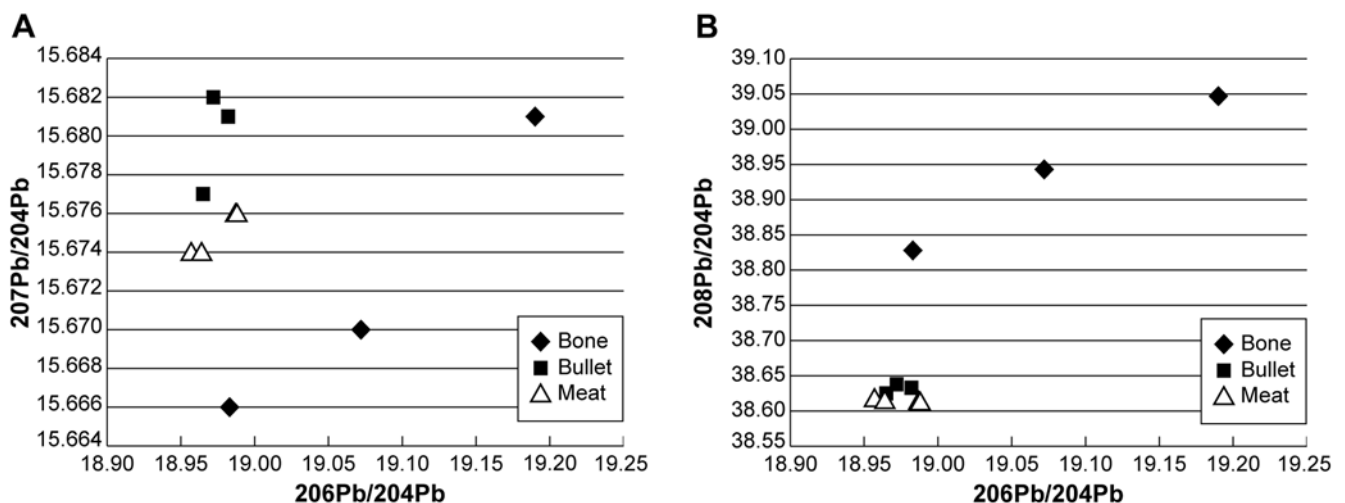 A
15.684
15.682
15.680
15.678
15.676
15.674
15.672
15.670
15.668
15.666
15.664
207Pb/204Pb
18.90 18.95 19.00 19.05 19.10 19.15 19.20 19.25
206Pb/204Pb
Bone
Bullet
Meat
B
39.10
39.05
39.00
38.95
38.90
38.85
38.80
38.75
38.70
38.65
38.60
38.55
208Pb/204Pb
18.90 18.95 19.00 19.05 19.10 19.15 19.20 19.25
206Pb/204Pb
Bone
Bullet
Meat